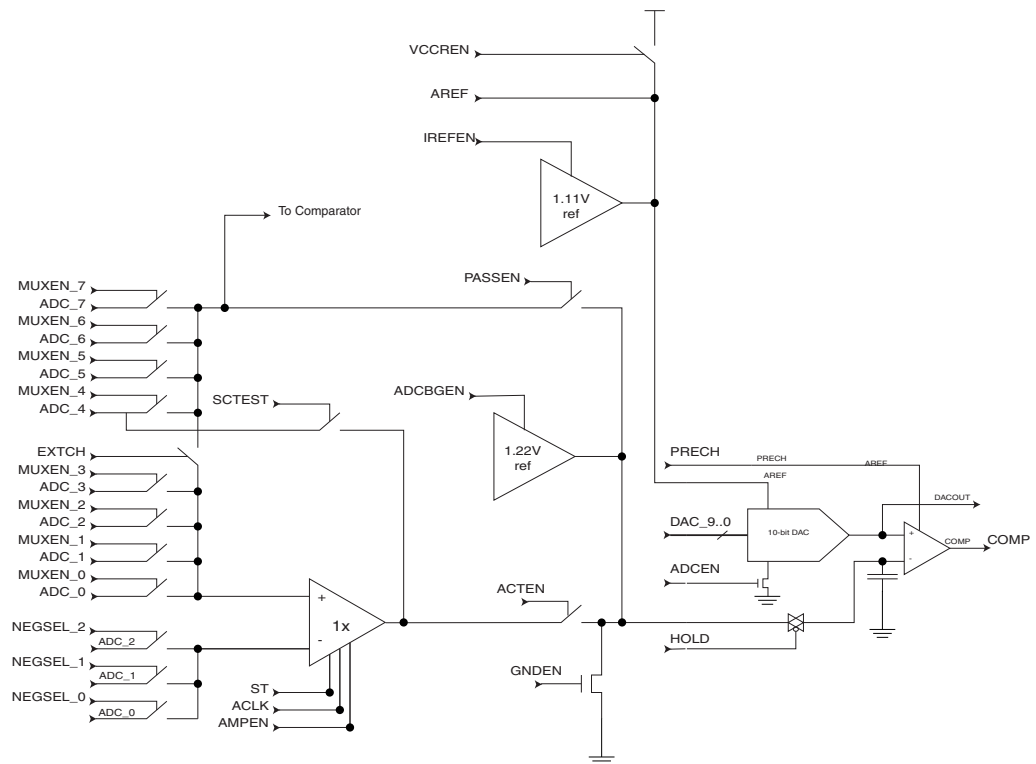 VCCREN
AREF
IREFEN
1.11V
ref
To Comparator
PASSEN
MUXEN_7
ADC_7
MUXEN_6
ADC_6
MUXEN_5
ADC_5
MUXEN_4
ADC_4
SCTEST
ADCBGEN
1.22V
ref
EXTCH
MUXEN_3
ADC_3
MUXEN_2
ADC_2
MUXEN_1
ADC_1
MUXEN_0
ADC_0
PRECH
PRECH
AREF
AREF
DACOUT
DAC_9..0
10-bit DAC
+
-
COMP
COMP
ADCEN
ACTEN
+
-
1x
NEGSEL_2
ADC_2
NEGSEL_1
ADC_1
NEGSEL_0
ADC_0
HOLD
GNDEN
ST
ACLK
AMPEN